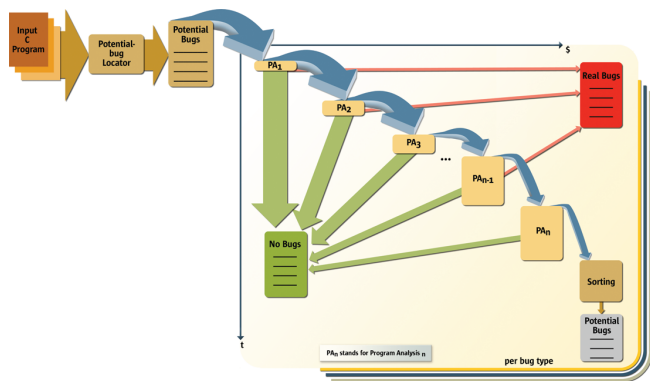 Input
C
Program
Potential-
bug
Locator
Potential
Bugs
$
PA1
PA2
PA3
...
PAn-1
PAn
Real Bugs
No Bugs
Sorting
Potential
Bugs
t
PAn stands for Program Analysis n
per bug type